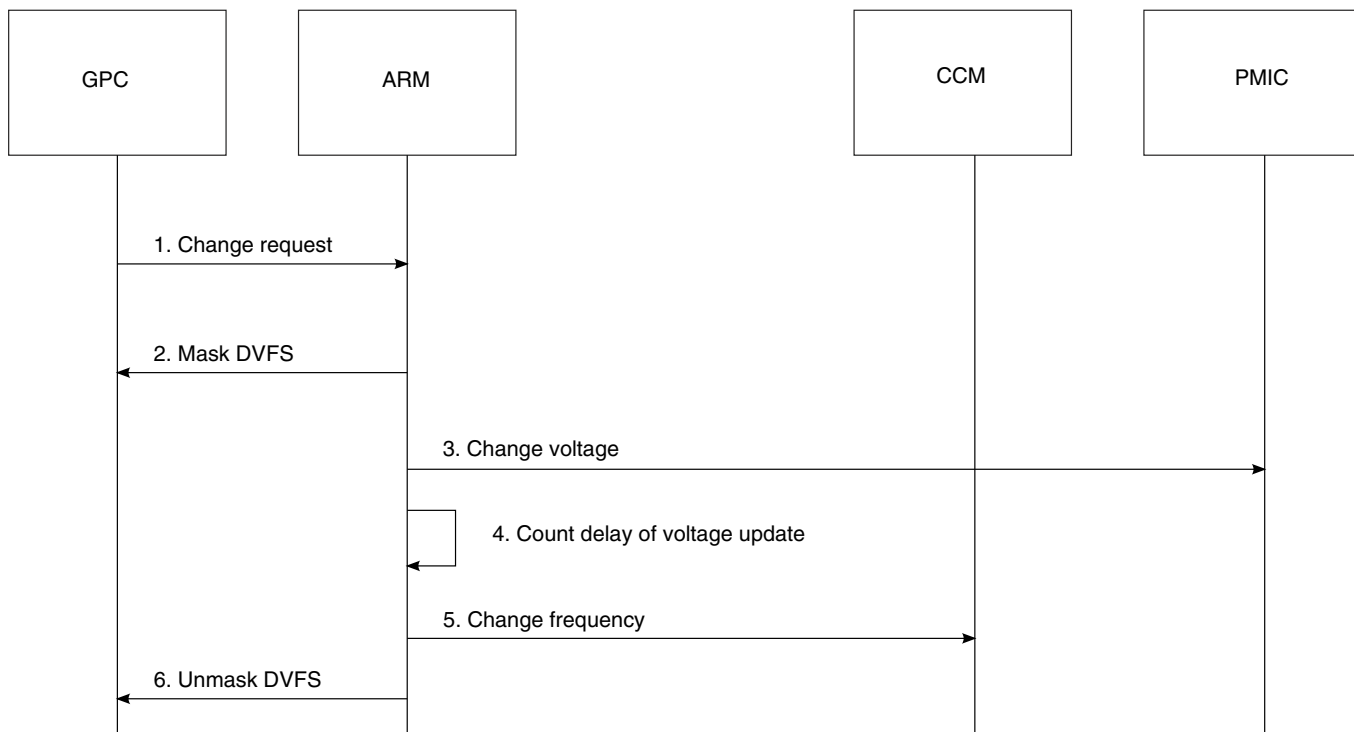 GPC
ARM
CCM
PMIC
1. Change request
2. Mask DVFS
3. Change voltage
4. Count delay of voltage update
5. Change frequency
6. Unmask DVFS